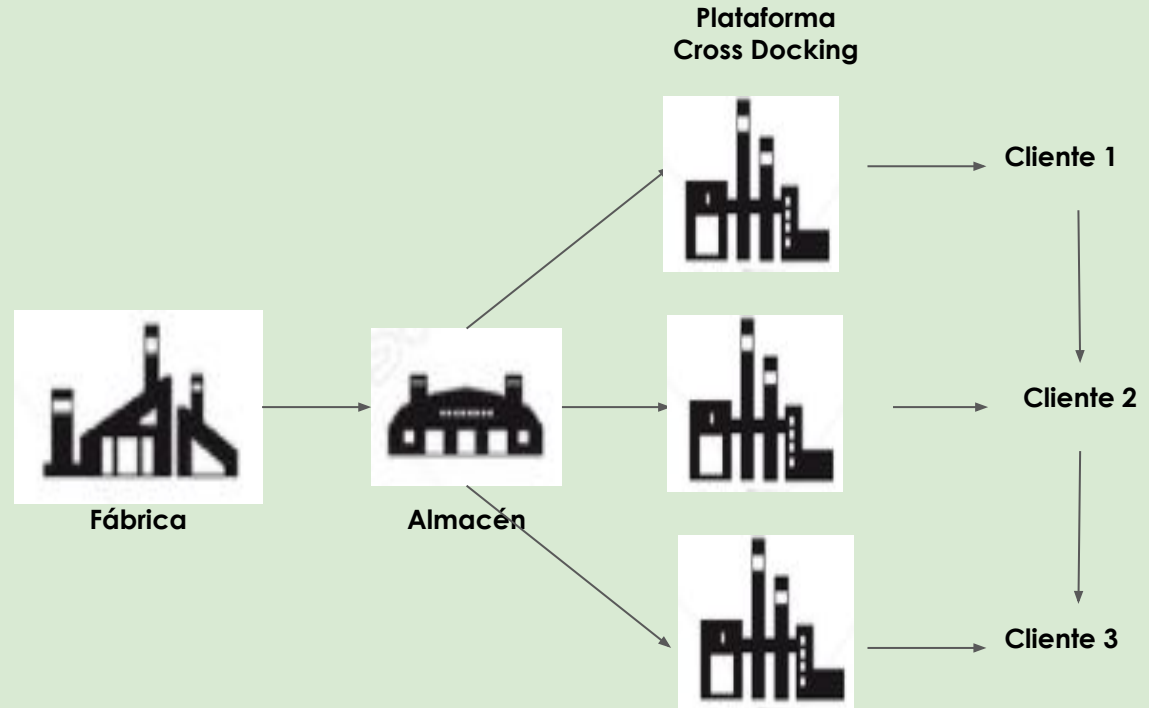 Plataforma
Cross Docking
Cliente 1
Cliente 2
Fábrica
Almacén
Cliente 3